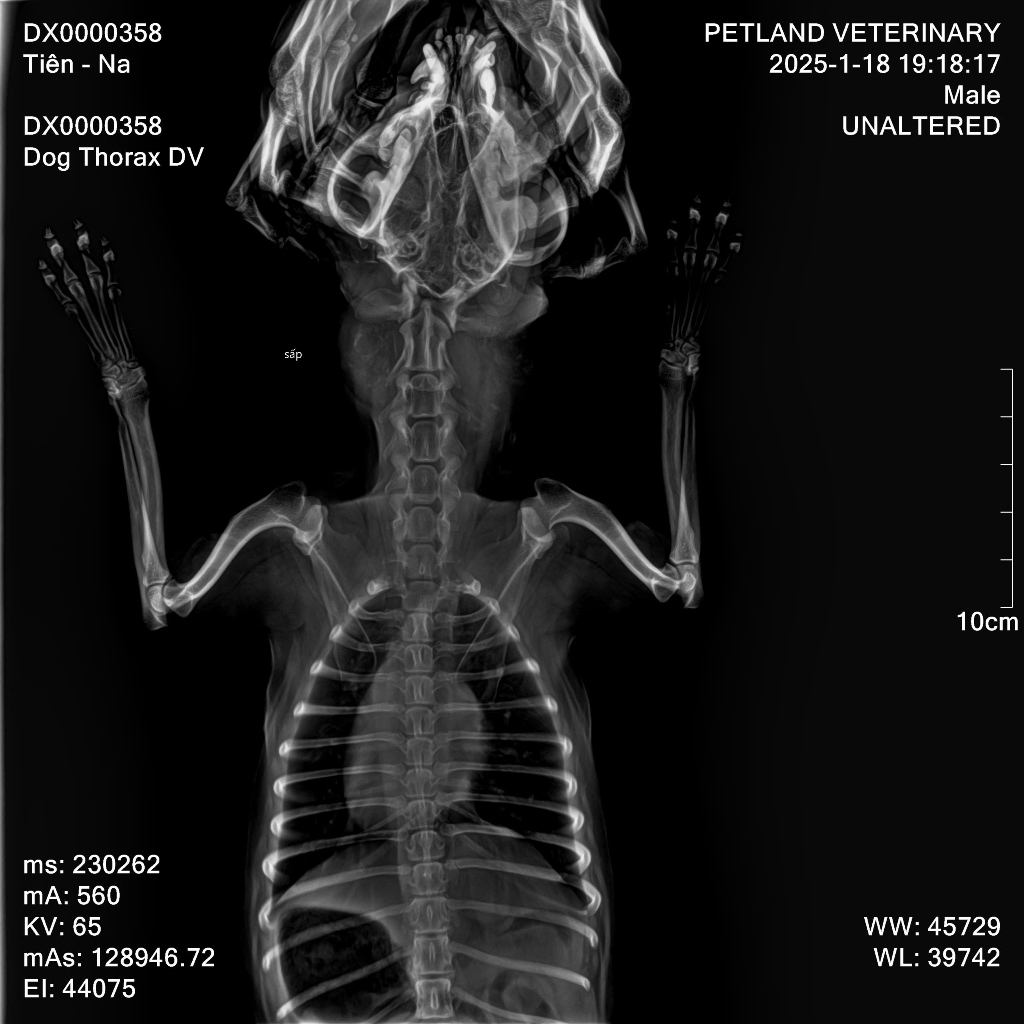 DX0000358
Tiên - Na
DX0000358
Dog Thorax DV
PETLAND VETERINARY
2025-1-18 19:18:17
Male
UNALTERED
sấp
10cm
ms: 230262
mA: 560
KV: 65
mAs: 128946.72
EI: 44075
WW: 45729
WL: 39742